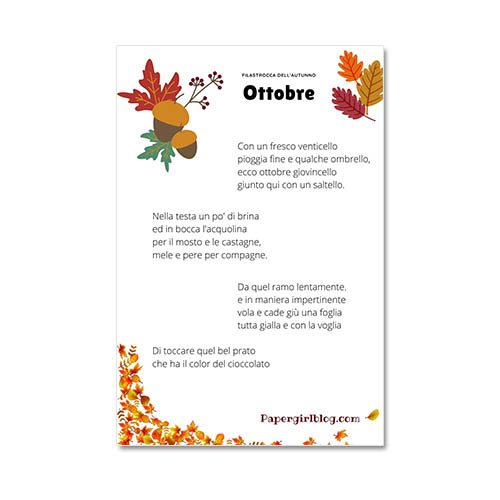 FILASTROCCA DELL'AUTUNNO
Ottobre
Con un fresco venticello
pioggia fine e qualche ombrello,
ecco ottobre giovincello
giunto qui con un saltello.
Nella testa un po' di brina
ed in bocca l'acquolina
per il mosto e le castagne,
mele e pere per compagne.
Da quel ramo lentamente.
e in maniera impertinente
vola e cade giù una foglia
tutta gialla e con la voglia
Di toccare quel bel prato
che ha il color del cioccolato
Papergirlblog.com